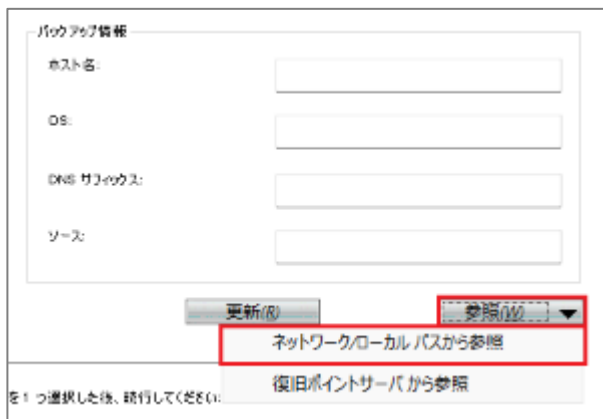 バックアップ情報
ホスト名:
OS:
DNS サフィックス:
ソース:
更新(R)
参照(W)
ネットワーク/ローカル パスから参照
復旧ポイントサーバ から参照
を1 つ選択した後、続行してください